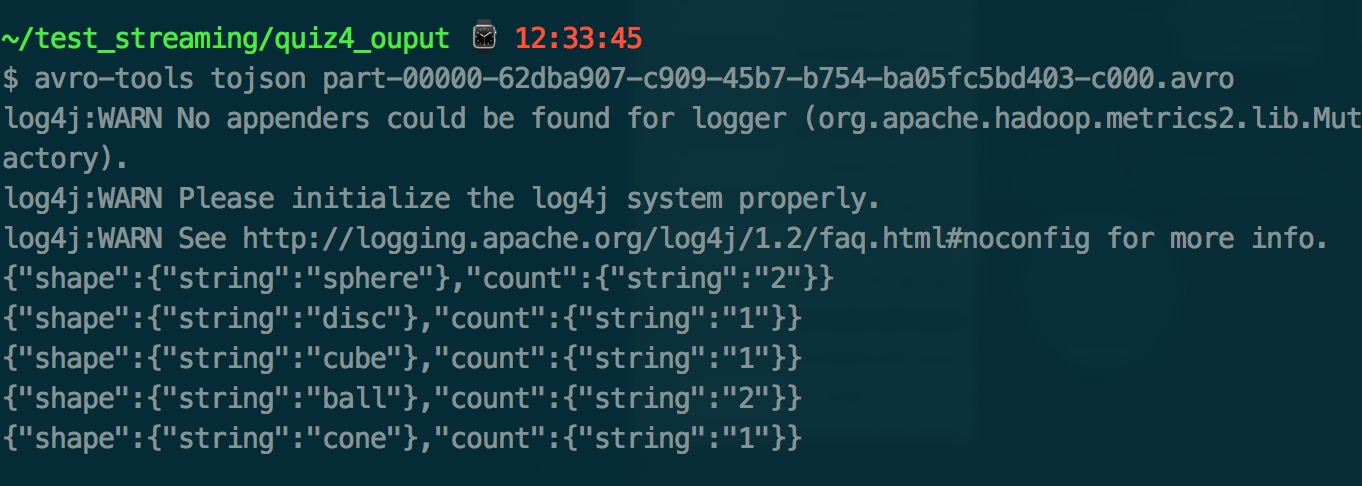 ~/test_streaming/quiz4_ouput ⌚ 12:33:45
$ avro-tools tojson part-00000-62dba907-c909-45b7-b754-ba05fc5bd403-c000.avro
log4j:WARN No appenders could be found for logger (org.apache.hadoop.metrics2.lib.Mut
actory).
log4j:WARN Please initialize the log4j system properly.
log4j:WARN See http://logging.apache.org/log4j/1.2/faq.html#noconfig for more info.
{"shape":{"string":"sphere"},"count":{"string":"2"}}
{"shape":{"string":"disc"},"count":{"string":"1"}}
{"shape":{"string":"cube"},"count":{"string":"1"}}
{"shape":{"string":"ball"},"count":{"string":"2"}}
{"shape":{"string":"cone"},"count":{"string":"1"}}